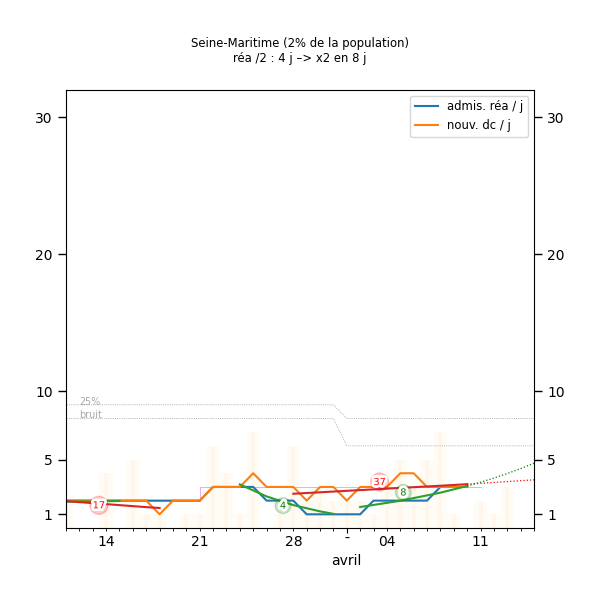 Seine-Maritime (2% de la population)
réa /2 : 4 j –> x2 en 8 j
admis. réa / j
nouv. dc / j
30 30
20 20
10 10
25%
bruit
5 5
37
8
17
4
1 1
14 21 28 - 04 11
avril